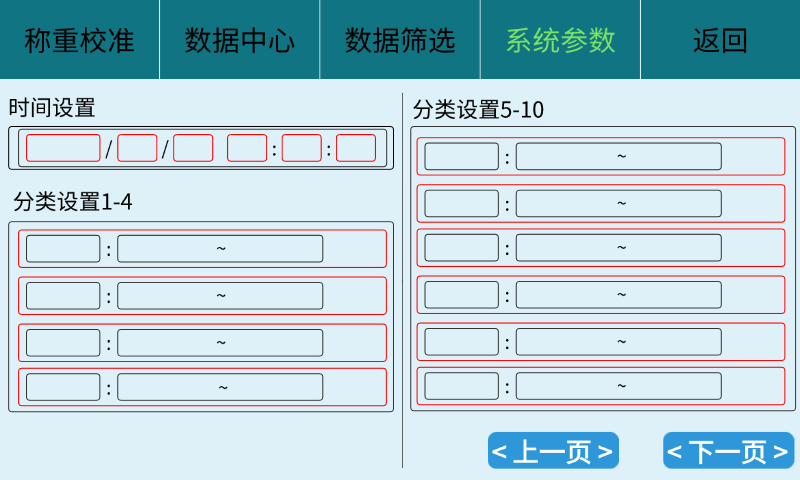 称重校准 数据中心 数据筛选 系统参数 返回
时间设置
/ / : :
分类设置1-4
: ~
: ~
: ~
: ~
分类设置5-10
: ~
: ~
: ~
: ~
: ~
: ~
< 上一页 > < 下一页 >